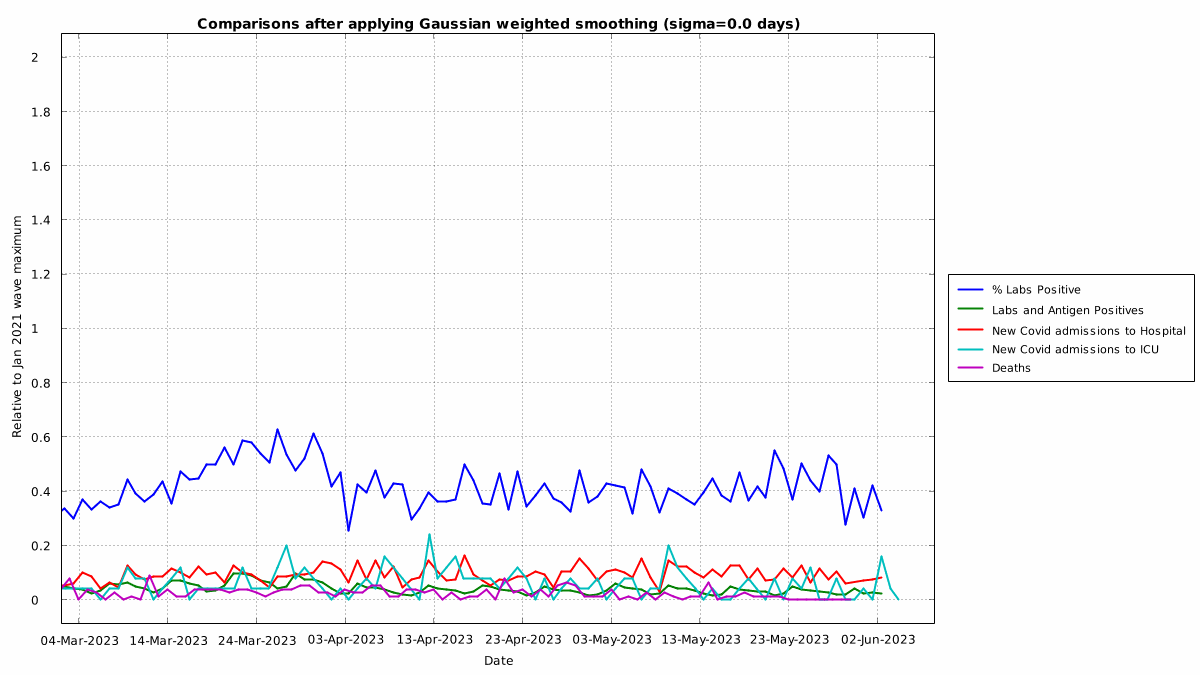 Comparisons after applying Gaussian weighted smoothing (sigma=0.0 days)
2
1.8
1.6
1.4
1.2
1
0.8
0.6
0.4
0.2
0
Relative to Jan 2021 wave maximum
04-Mar-2023 14-Mar-2023 24-Mar-2023 03-Apr-2023 13-Apr-2023 23-Apr-2023 03-May-2023 13-May-2023 23-May-2023 02-Jun-2023
Date
% Labs Positive
Labs and Antigen Positives
New Covid admissions to Hospital
New Covid admissions to ICU
Deaths